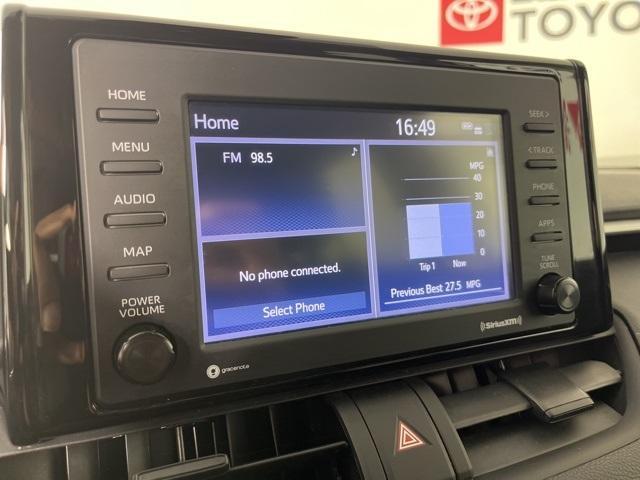 TOYO
HOME
MENU
AUDIO
MAP
POWER
VOLUME
Home
16:49
FM 98.5
No phone connected.
Select Phone
MPG
40
30
20
10
0
Trip 1 Now
Previous Best 27.5 MPG
gracenote
SEEK >
< TRACK
PHONE
APPS
TUNE
SCROLL
SiriusXM